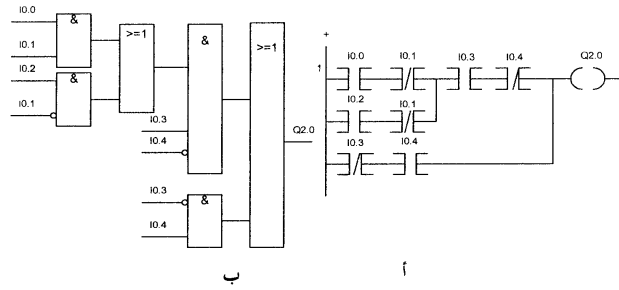 I0.0
&
I0.1
I0.2
&
I0.1
>=1
&
I0.3
I0.4
I0.3
&
I0.4
>=1
Q2.0
ب
+
1
I0.0 I0.1 I0.3 I0.4 Q2.0
I0.2 I0.1
I0.3 I0.4
أ